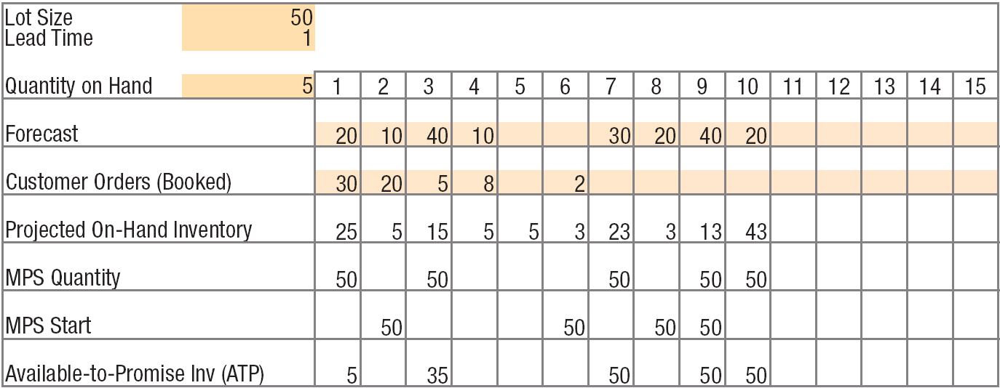 Lot Size 50
Lead Time 1
Quantity on Hand 5 1 2 3 4 5 6 7 8 9 10 11 12 13 14 15
Forecast 20 10 40 10 30 20 40 20
Customer Orders (Booked) 30 20 5 8 2
Projected On-Hand Inventory 25 5 15 5 5 3 23 3 13 43
MPS Quantity 50 50 50 50 50
MPS Start 50 50 50 50
Available-to-Promise Inv (ATP) 5 35 50 50 50